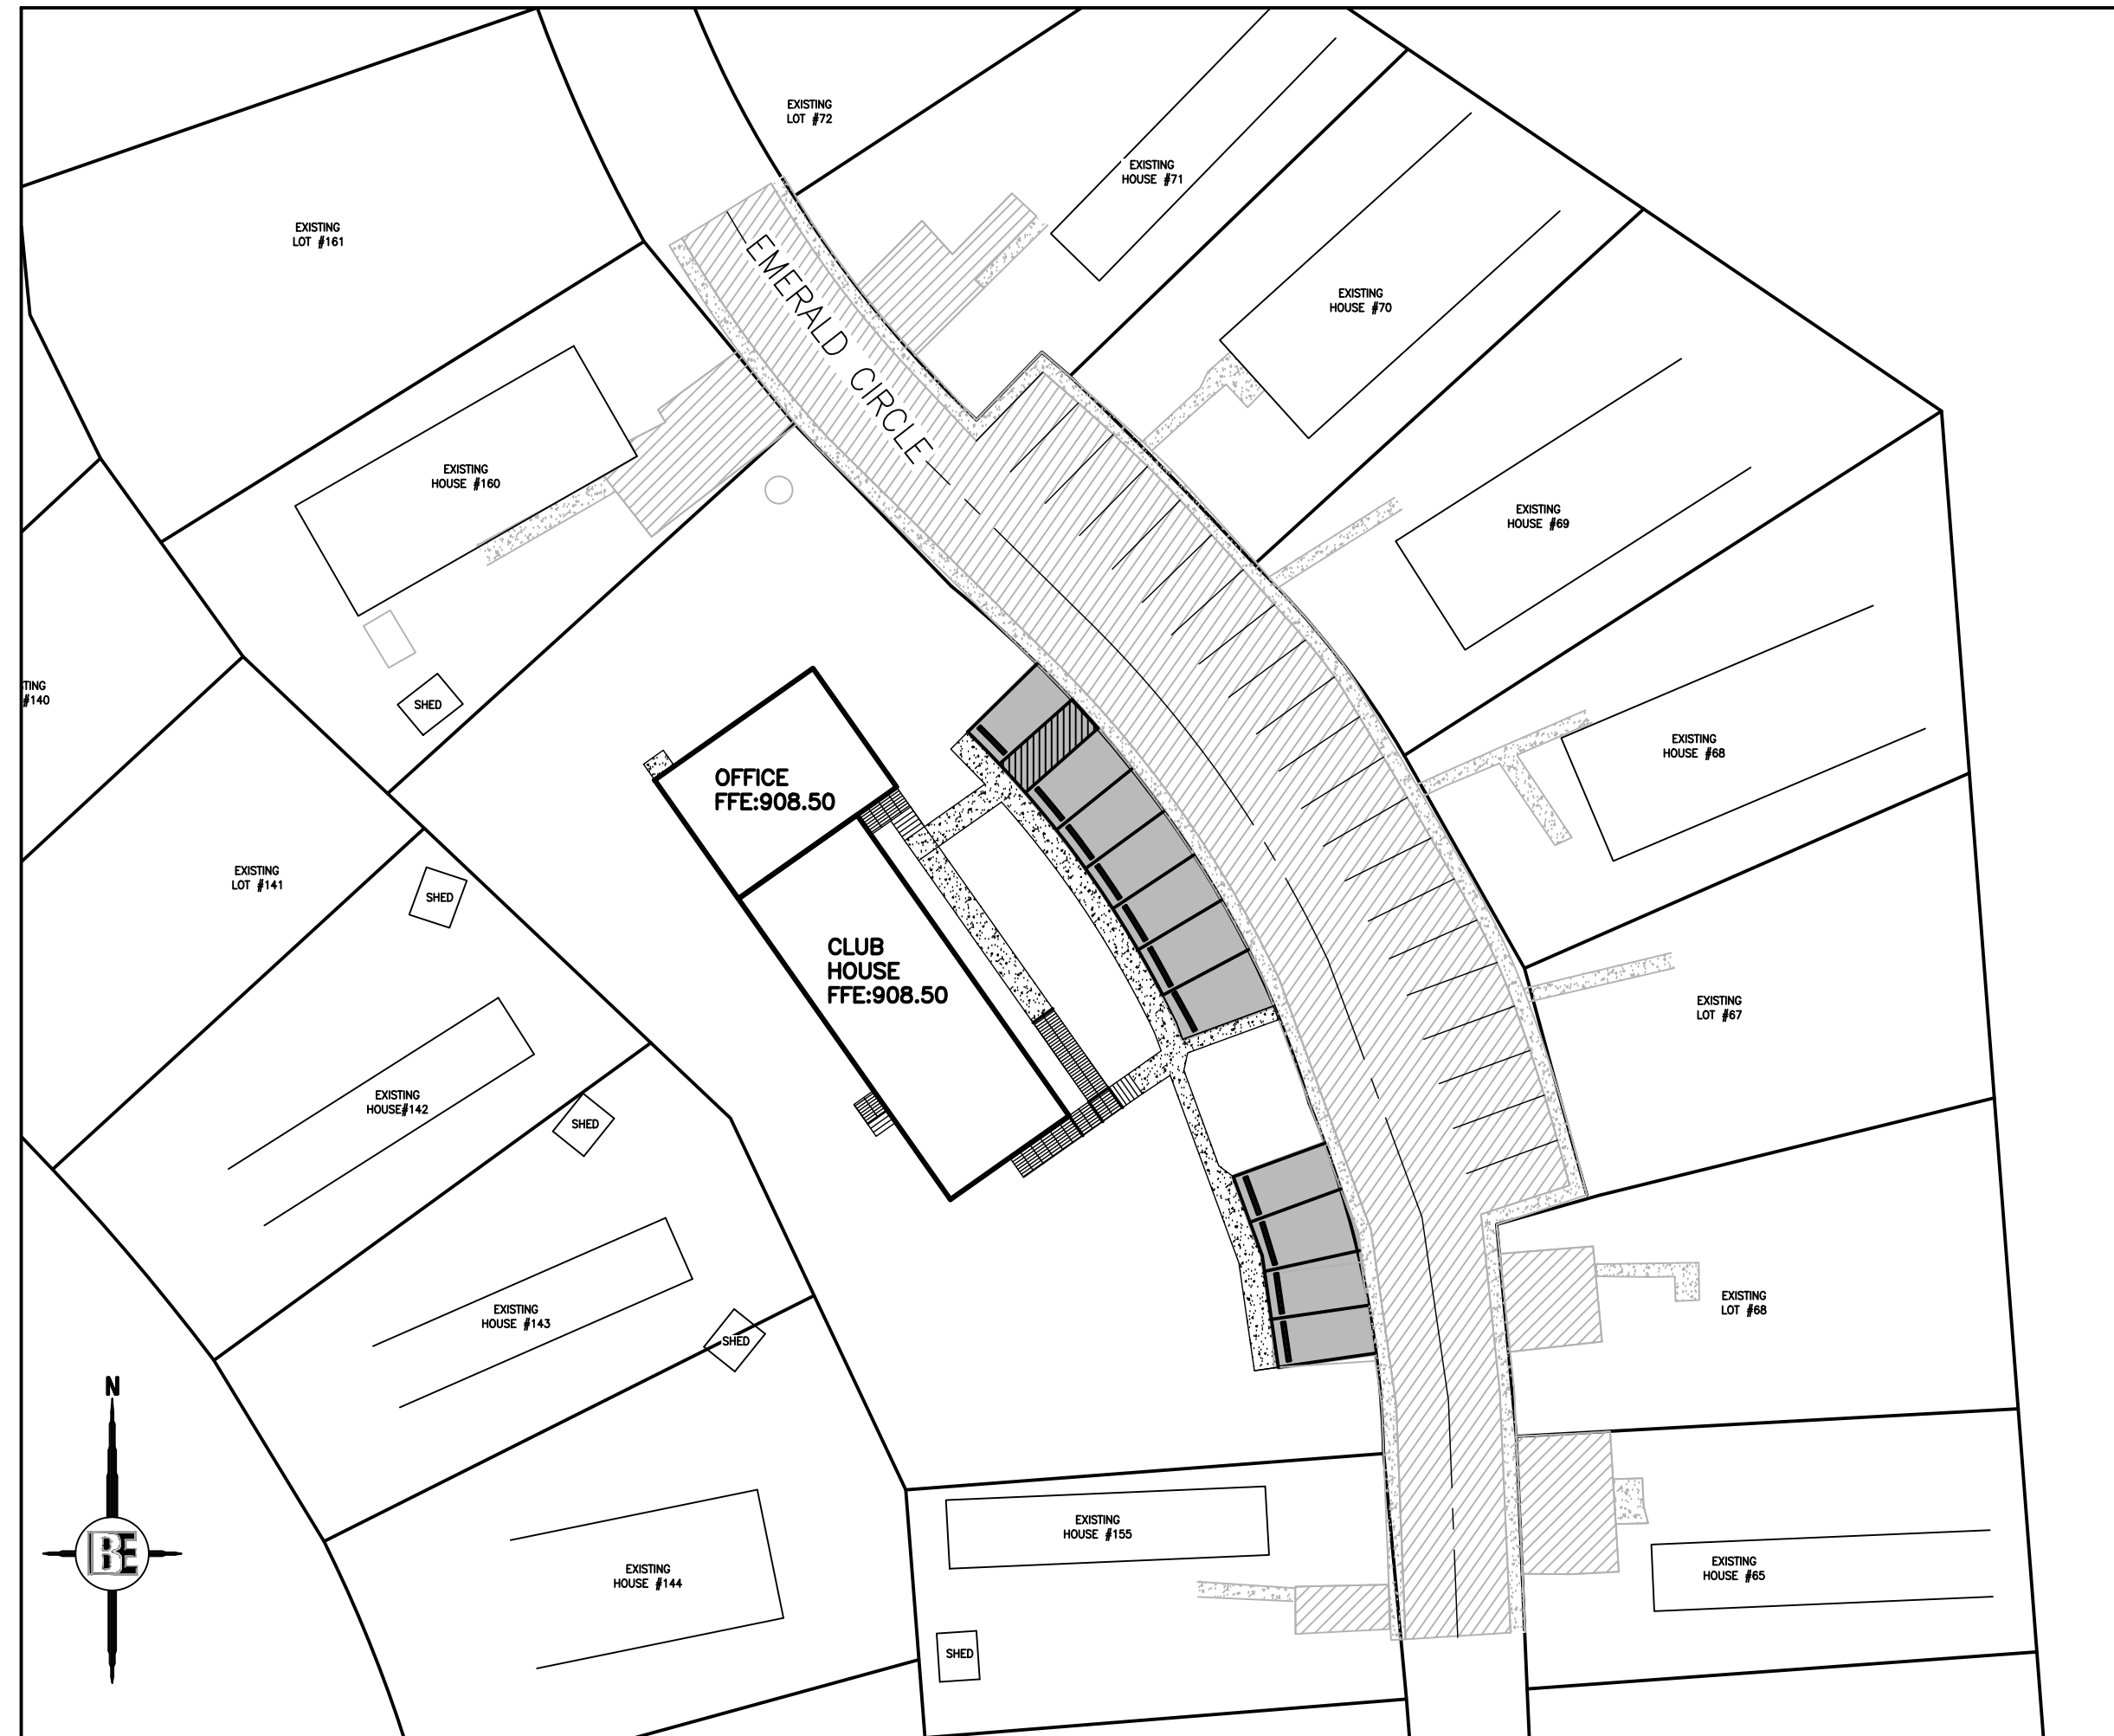 EXISTING
LOT #72
EXISTING
HOUSE #71
EXISTING
LOT #161
EMERALD CIRCLE
EXISTING
HOUSE #70
EXISTING
HOUSE #160
EXISTING
HOUSE #69
TING
#140
SHED
EXISTING
HOUSE #68
OFFICE
FFE:908.50
EXISTING
LOT #141
SHED
CLUB
HOUSE
FFE:908.50
EXISTING
LOT #67
EXISTING
HOUSE#142
SHED
EXISTING
HOUSE #143
EXISTING
LOT #68
SHED
N
BE
EXISTING
HOUSE #155
EXISTING
HOUSE #144
EXISTING
HOUSE #65
SHED